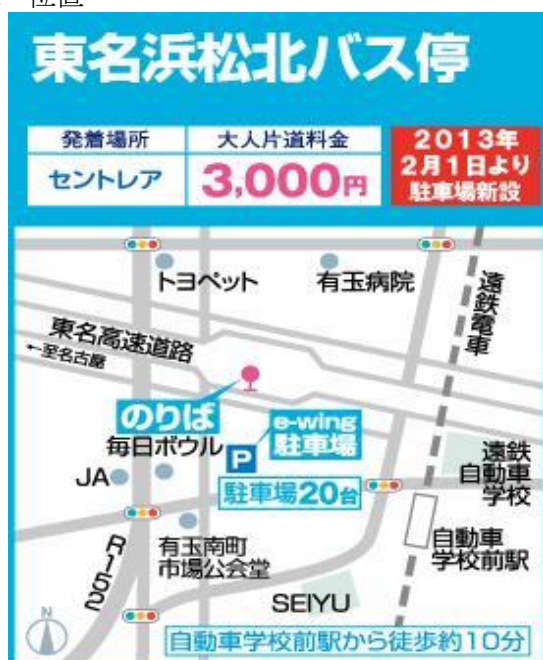 位置
東名浜松北バス停
発着場所
大人片道料金
セントレア
3,000円
2013年
2月1日より
駐車場新設
トヨペット
有玉病院
遠鉄電車
東名高速道路
←至名古屋
のりば
e-wing
駐車場
毎日ボウル
P
JA
駐車場20台
遠鉄
自動車
学校
R152
有玉南町
市場公会堂
自動車
学校前駅
SEIYU
N
自動車学校前駅から徒歩約10分